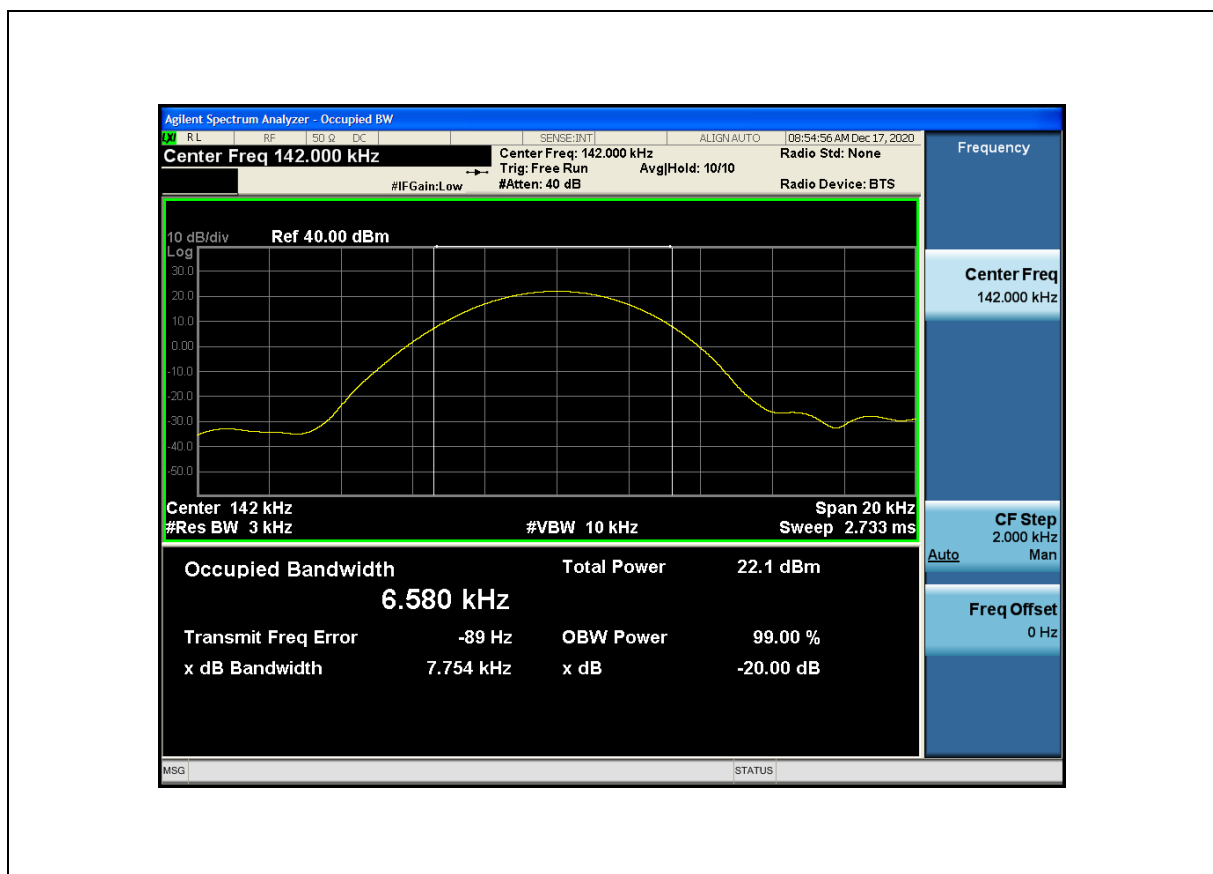 Agilent Spectrum Analyzer - Occupied BW
LXI RL RF 50 Ω DC SENSE:INT ALIGN AUTO 08:54:56 AM Dec 17, 2020
Center Freq 142.000 kHz
Center Freq: 142.000 kHz
Radio Std: None
Trig: Free Run Avg|Hold: 10/10
#IFGain:Low
#Atten: 40 dB
Radio Device: BTS
10 dB/div Ref 40.00 dBm
Log
30.0
20.0
10.0
0.00
-10.0
-20.0
-30.0
-40.0
-50.0
Center 142 kHz
Span 20 kHz
#Res BW 3 kHz
#VBW 10 kHz
Sweep 2.733 ms
Occupied Bandwidth
Total Power 22.1 dBm
6.580 kHz
Transmit Freq Error -89 Hz
OBW Power 99.00 %
x dB Bandwidth 7.754 kHz
x dB -20.00 dB
MSG
STATUS
Frequency
Center Freq
142.000 kHz
CF Step
2.000 kHz
Auto Man
Freq Offset
0 Hz